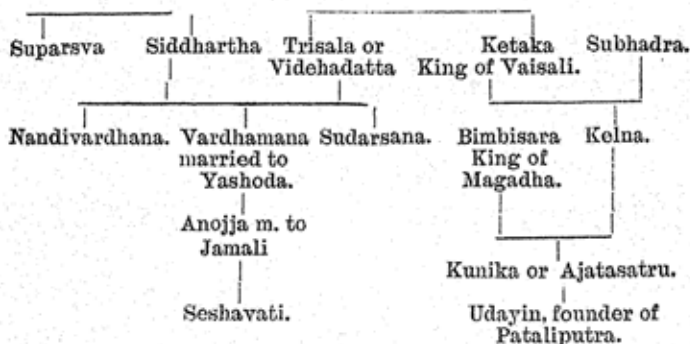 Suparsva Siddhartha Trisala or Ketaka Subhadra.
Videhadatta King of Vaisali.
Nandivardhana. Vardhamana Sudarsana. Bimbisara Kelna.
married to King of
Yashoda. Magadha.
Anojja m. to
Jamali
Kunika or Ajatasatru.
Seshavati. Udayin, founder of
Pataliputra.